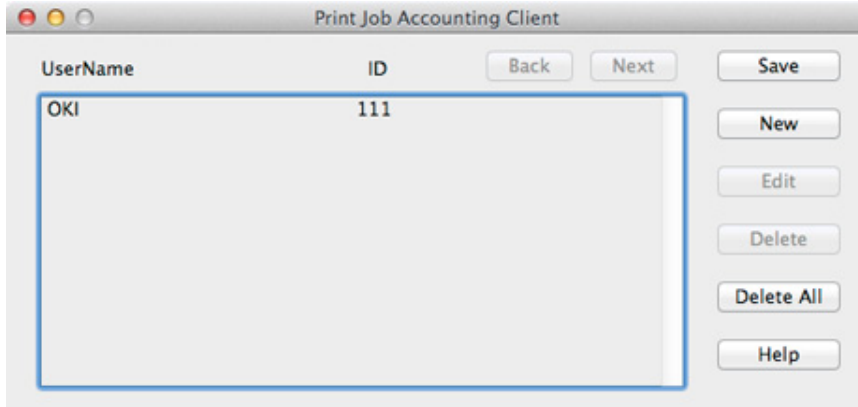 Print Job Accounting Client
UserName ID Back Next Save
OKI 111
New
Edit
Delete
Delete All
Help